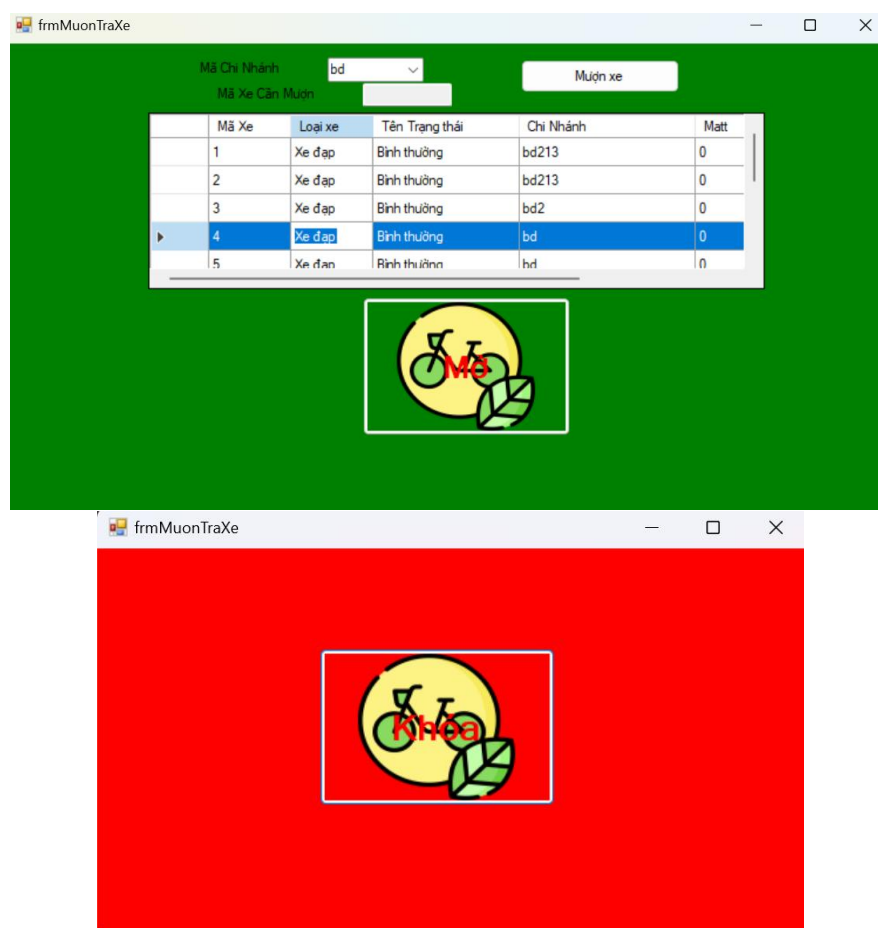 frmMuonTraXe
Mã Chi Nhánh bd Mượn xe
Mã Xe Cần Mượn
Mã Xe Loại xe Tên Trạng thái Chi Nhánh Matt
1 Xe đạp Bình thường bd213 0
2 Xe đạp Bình thường bd213 0
3 Xe đạp Bình thường bd2 0
4 Xe đạp Bình thường bd 0
5 Xe đạp Bình thường bd 0
Mở
frmMuonTraXe
Khóa